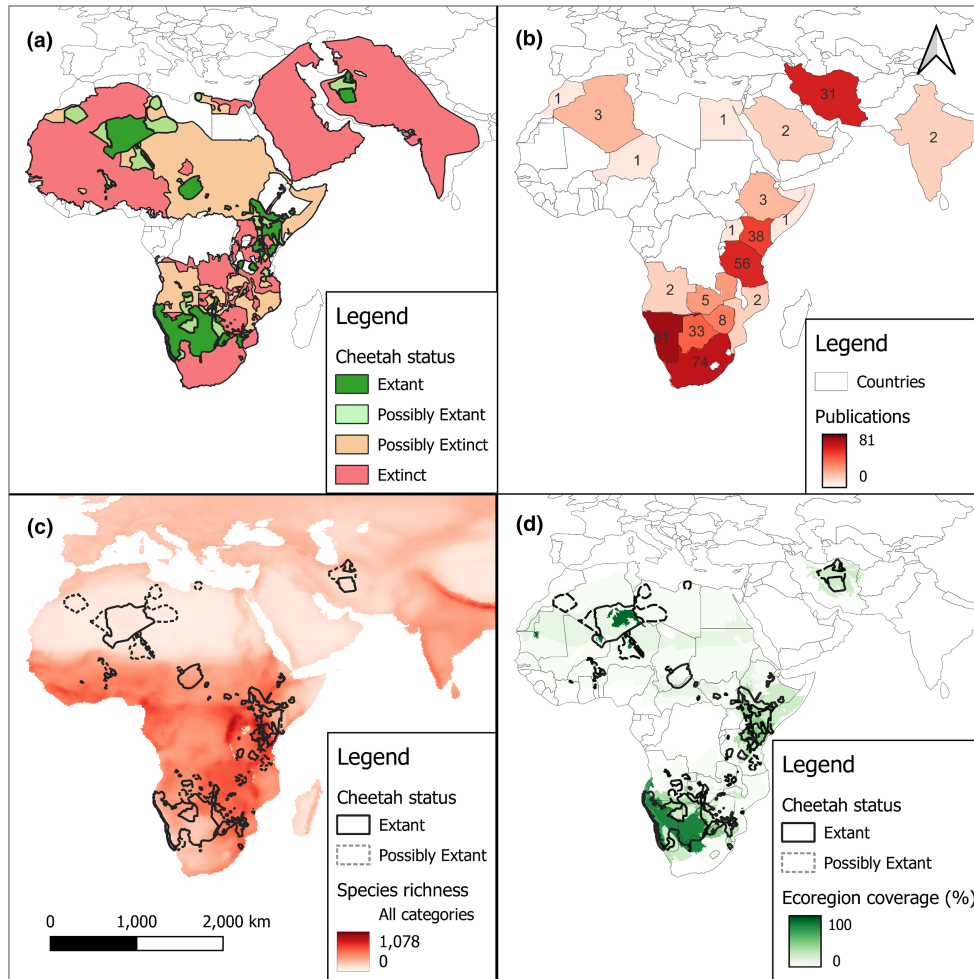 (a)
Legend
Cheetah status
Extant
Possibly Extant
Possibly Extinct
Extinct
(b)
31
1
3
1
2
2
1
3
1
1
38
56
2
5
2
8
81
33
74
Legend
Countries
Publications
81
0
(c)
Legend
Cheetah status
Extant
Possibly Extant
Species richness
All categories
1,078
0
0 1,000 2,000 km
(d)
Legend
Cheetah status
Extant
Possibly Extant
Ecoregion coverage (%)
100
0